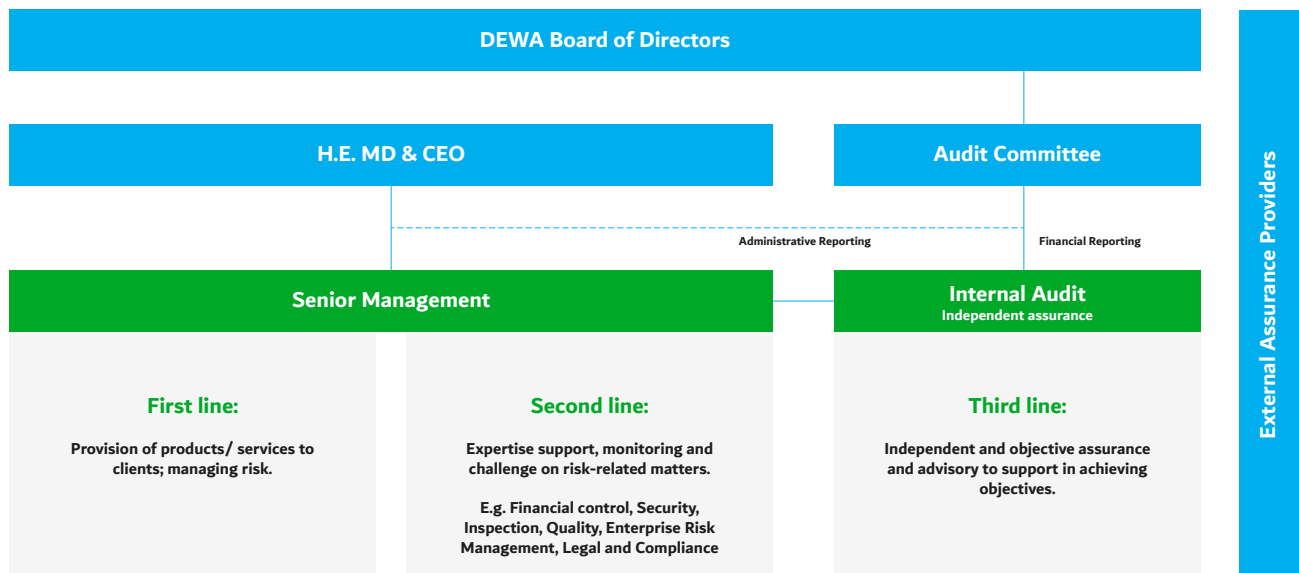 DEWA Board of Directors
H.E. MD & CEO
Audit Committee
Administrative Reporting
Financial Reporting
Senior Management
Internal Audit
Independent assurance
First line:
Provision of products/ services to
clients; managing risk.
Second line:
Expertise support, monitoring and
challenge on risk-related matters.
E.g. Financial control, Security,
Inspection, Quality, Enterprise Risk
Management, Legal and Compliance
Third line:
Independent and objective assurance
and advisory to support in achieving
objectives.
External Assurance Providers